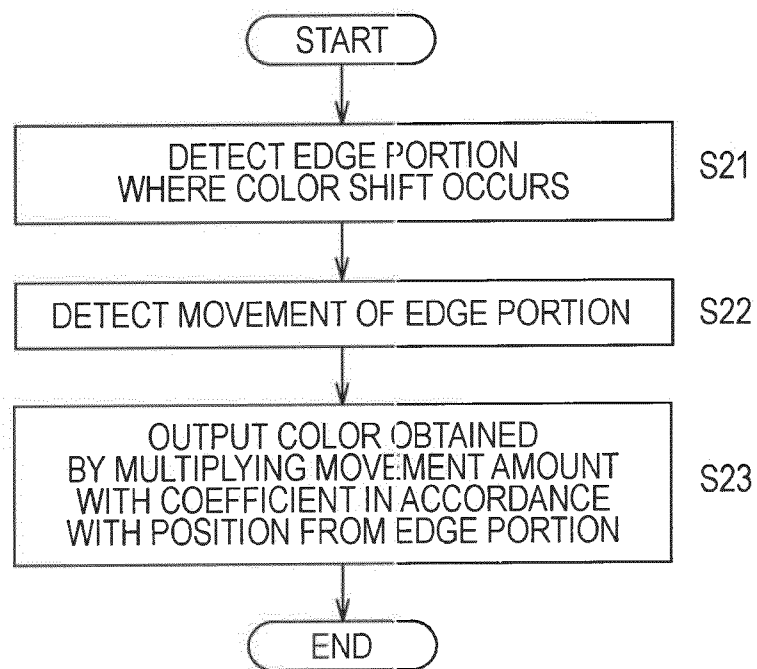 START
DETECT EDGE PORTION
WHERE COLOR SHIFT OCCURS
S21
DETECT MOVEMENT OF EDGE PORTION
S22
OUTPUT COLOR OBTAINED
BY MULTIPLYING MOVEMENT AMOUNT
WITH COEFFICIENT IN ACCORDANCE
WITH POSITION FROM EDGE PORTION
S23
END